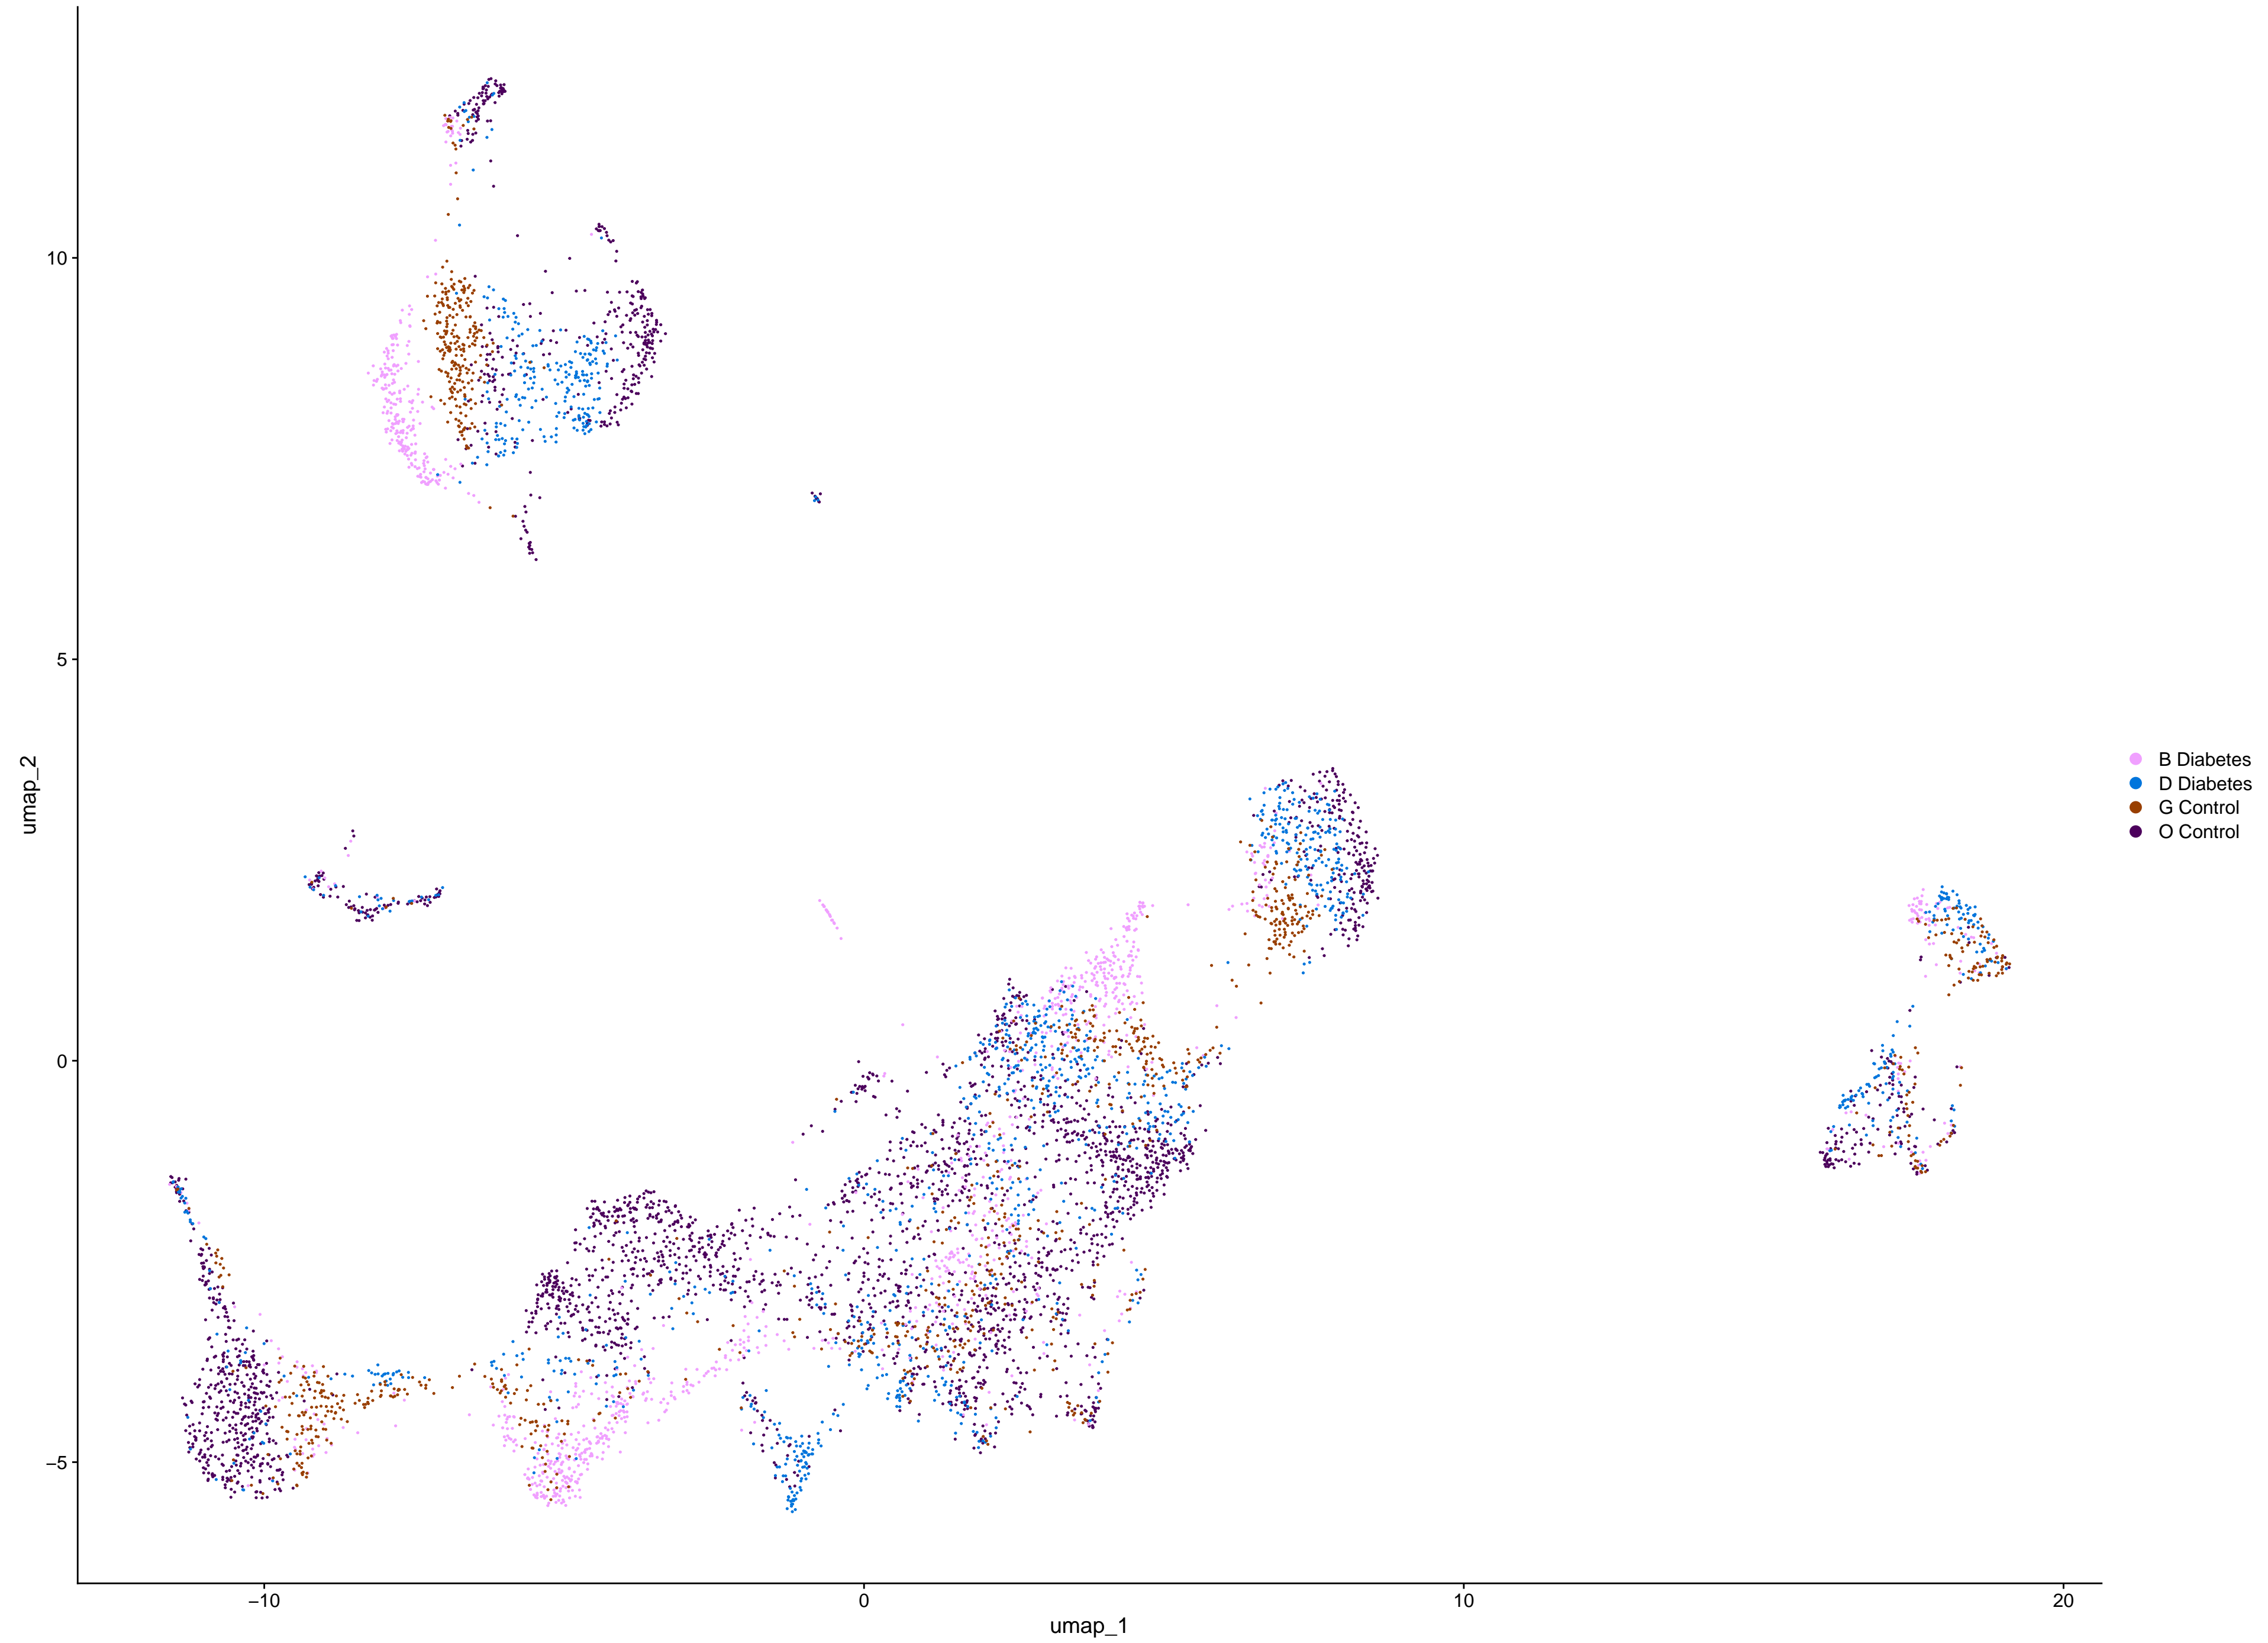 10
5
0
−5
umap_2
−10
0
10
20
umap_1
B Diabetes
D Diabetes
G Control
O Control